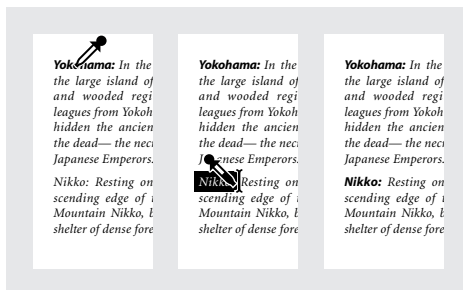 Yokohama: In the
the large island of
and wooded regi
leagues from Yokoh
hidden the ancien
the dead— the nec
Japanese Emperors.
Nikko: Resting on
scending edge of t
Mountain Nikko, b
shelter of dense fore
Yokohama: In the
the large island of
and wooded regi
leagues from Yokoh
hidden the ancien
the dead— the nec
Japanese Emperors.
Nikko: Resting on
scending edge of t
Mountain Nikko, b
shelter of dense fore
Yokohama: In the
the large island of
and wooded regi
leagues from Yokoh
hidden the ancien
the dead— the nec
Japanese Emperors.
Nikko: Resting on
scending edge of t
Mountain Nikko, b
shelter of dense fore